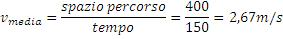 v_media = spazio percorso / tempo = 400 / 150 = 2,67m/s